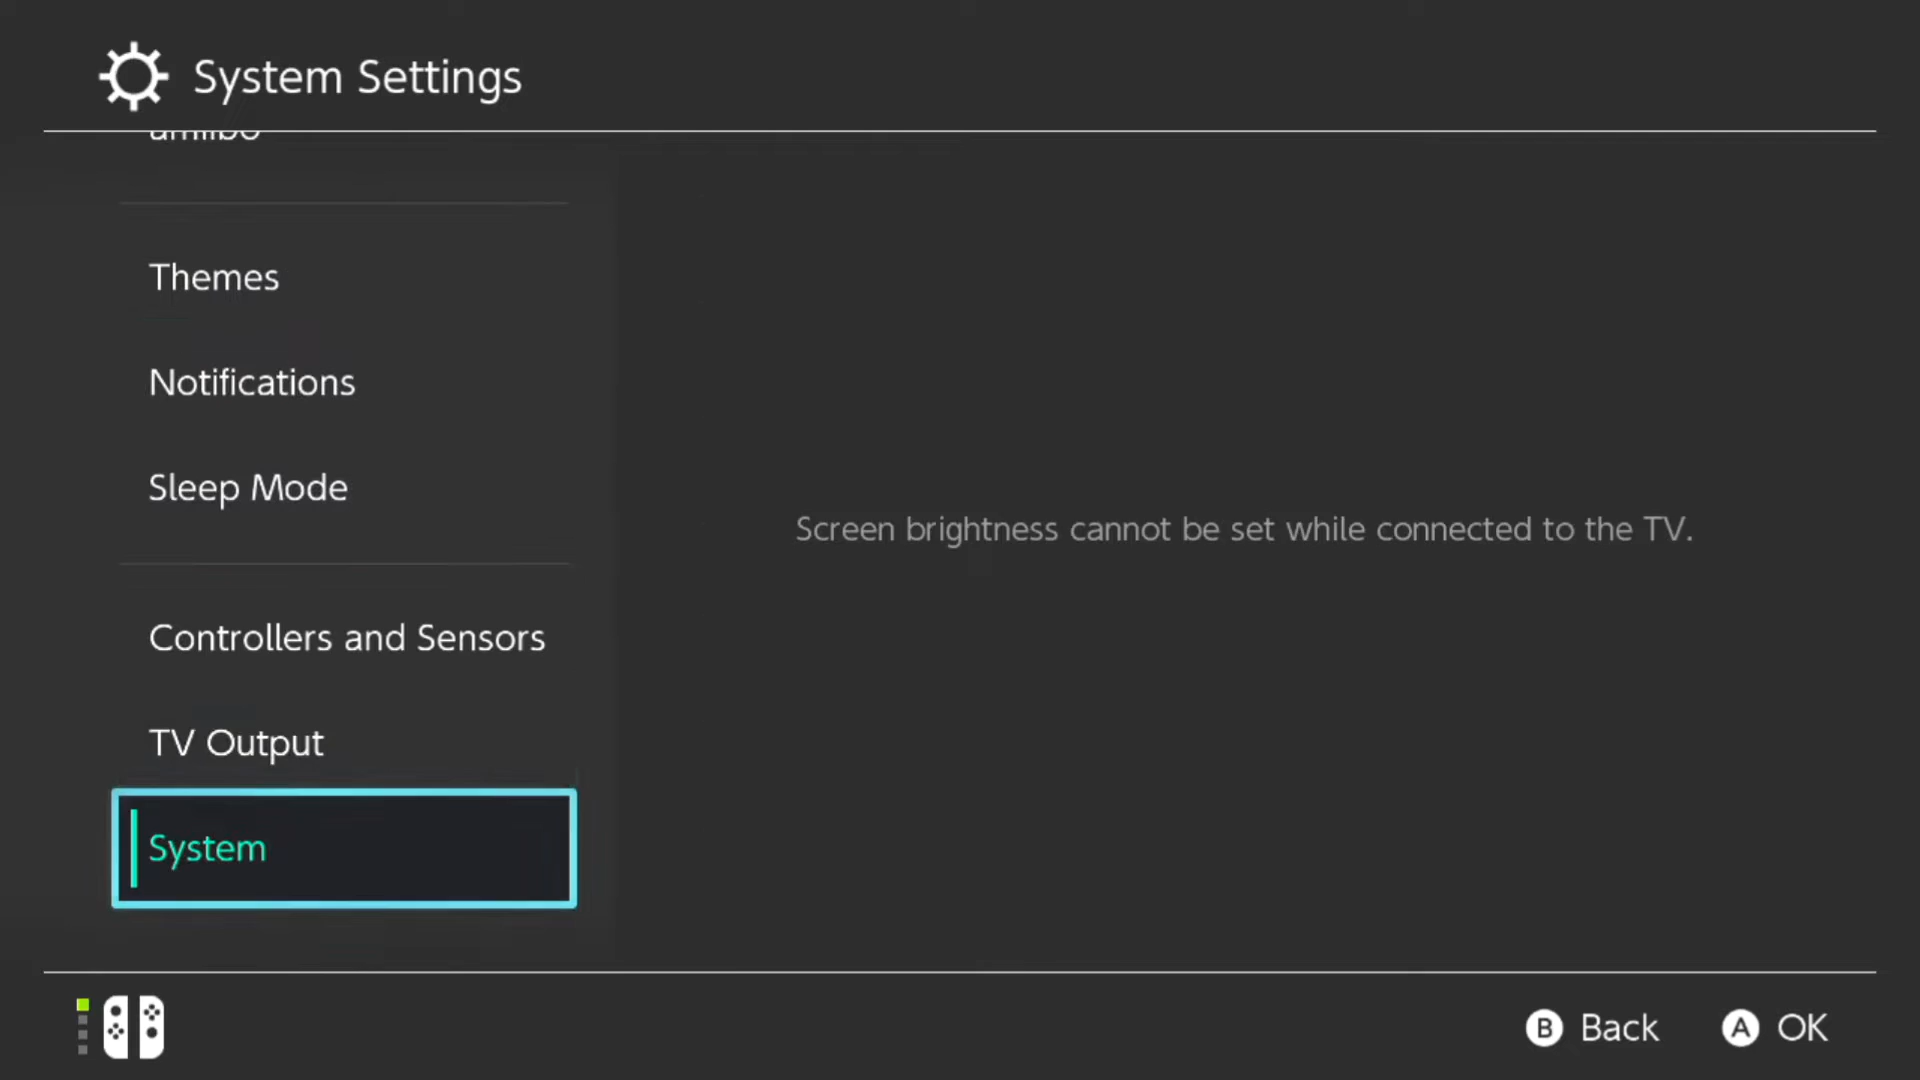 System Settings
amiibo
Themes
Notifications
Sleep Mode
Screen brightness cannot be set while connected to the TV.
Controllers and Sensors
TV Output
System
B Back
A OK